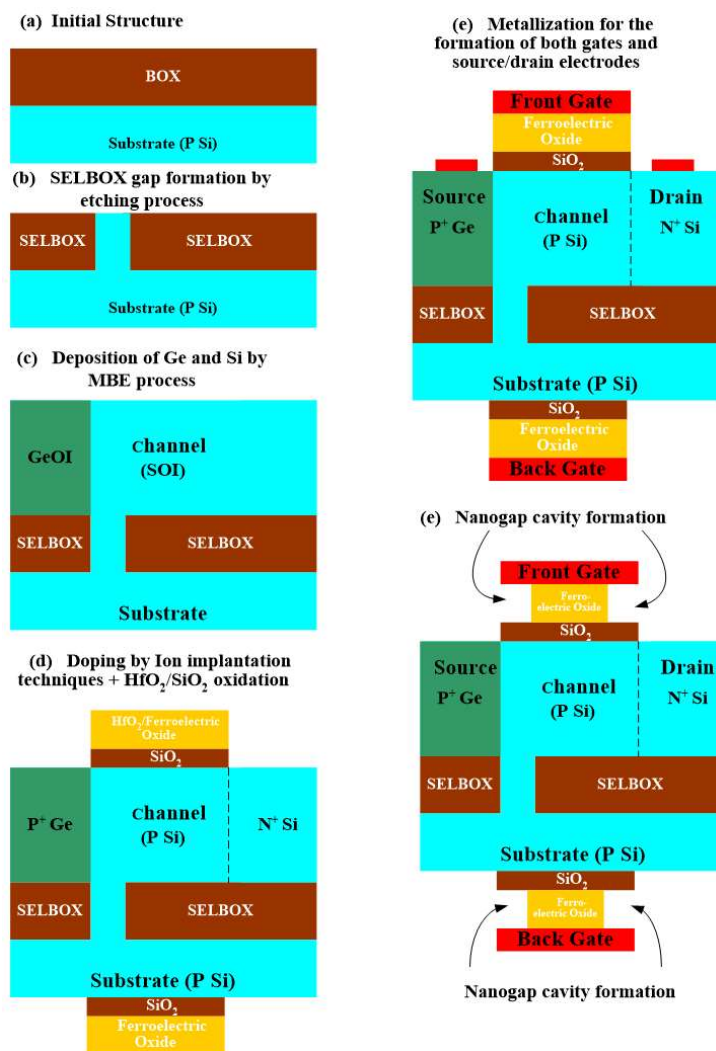 (a) Initial Structure
BOX
Substrate (P Si)
(b) SELBOX gap formation by
etching process
SELBOX SELBOX
Substrate (P Si)
(c) Deposition of Ge and Si by
MBE process
GeOI
Channel
(SOI)
SELBOX SELBOX
Substrate
(d) Doping by Ion implantation
techniques + HfO₂/SiO₂ oxidation
HfO₂/Ferroelectric
Oxide
SiO₂
P⁺ Ge
Channel
(P Si)
N⁺ Si
SELBOX SELBOX
Substrate (P Si)
SiO₂
Ferroelectric
Oxide
(e) Metallization for the
formation of both gates and
source/drain electrodes
Front Gate
Ferroelectric
Oxide
SiO₂
Source
P⁺ Ge
Channel
(P Si)
Drain
N⁺ Si
SELBOX SELBOX
Substrate (P Si)
SiO₂
Ferroelectric
Oxide
Back Gate
(e) Nanogap cavity formation
Front Gate
Ferro-
electric Oxide
SiO₂
Source
P⁺ Ge
Channel
(P Si)
Drain
N⁺ Si
SELBOX SELBOX
Substrate (P Si)
SiO₂
Ferro-
electric Oxide
Back Gate
Nanogap cavity formation